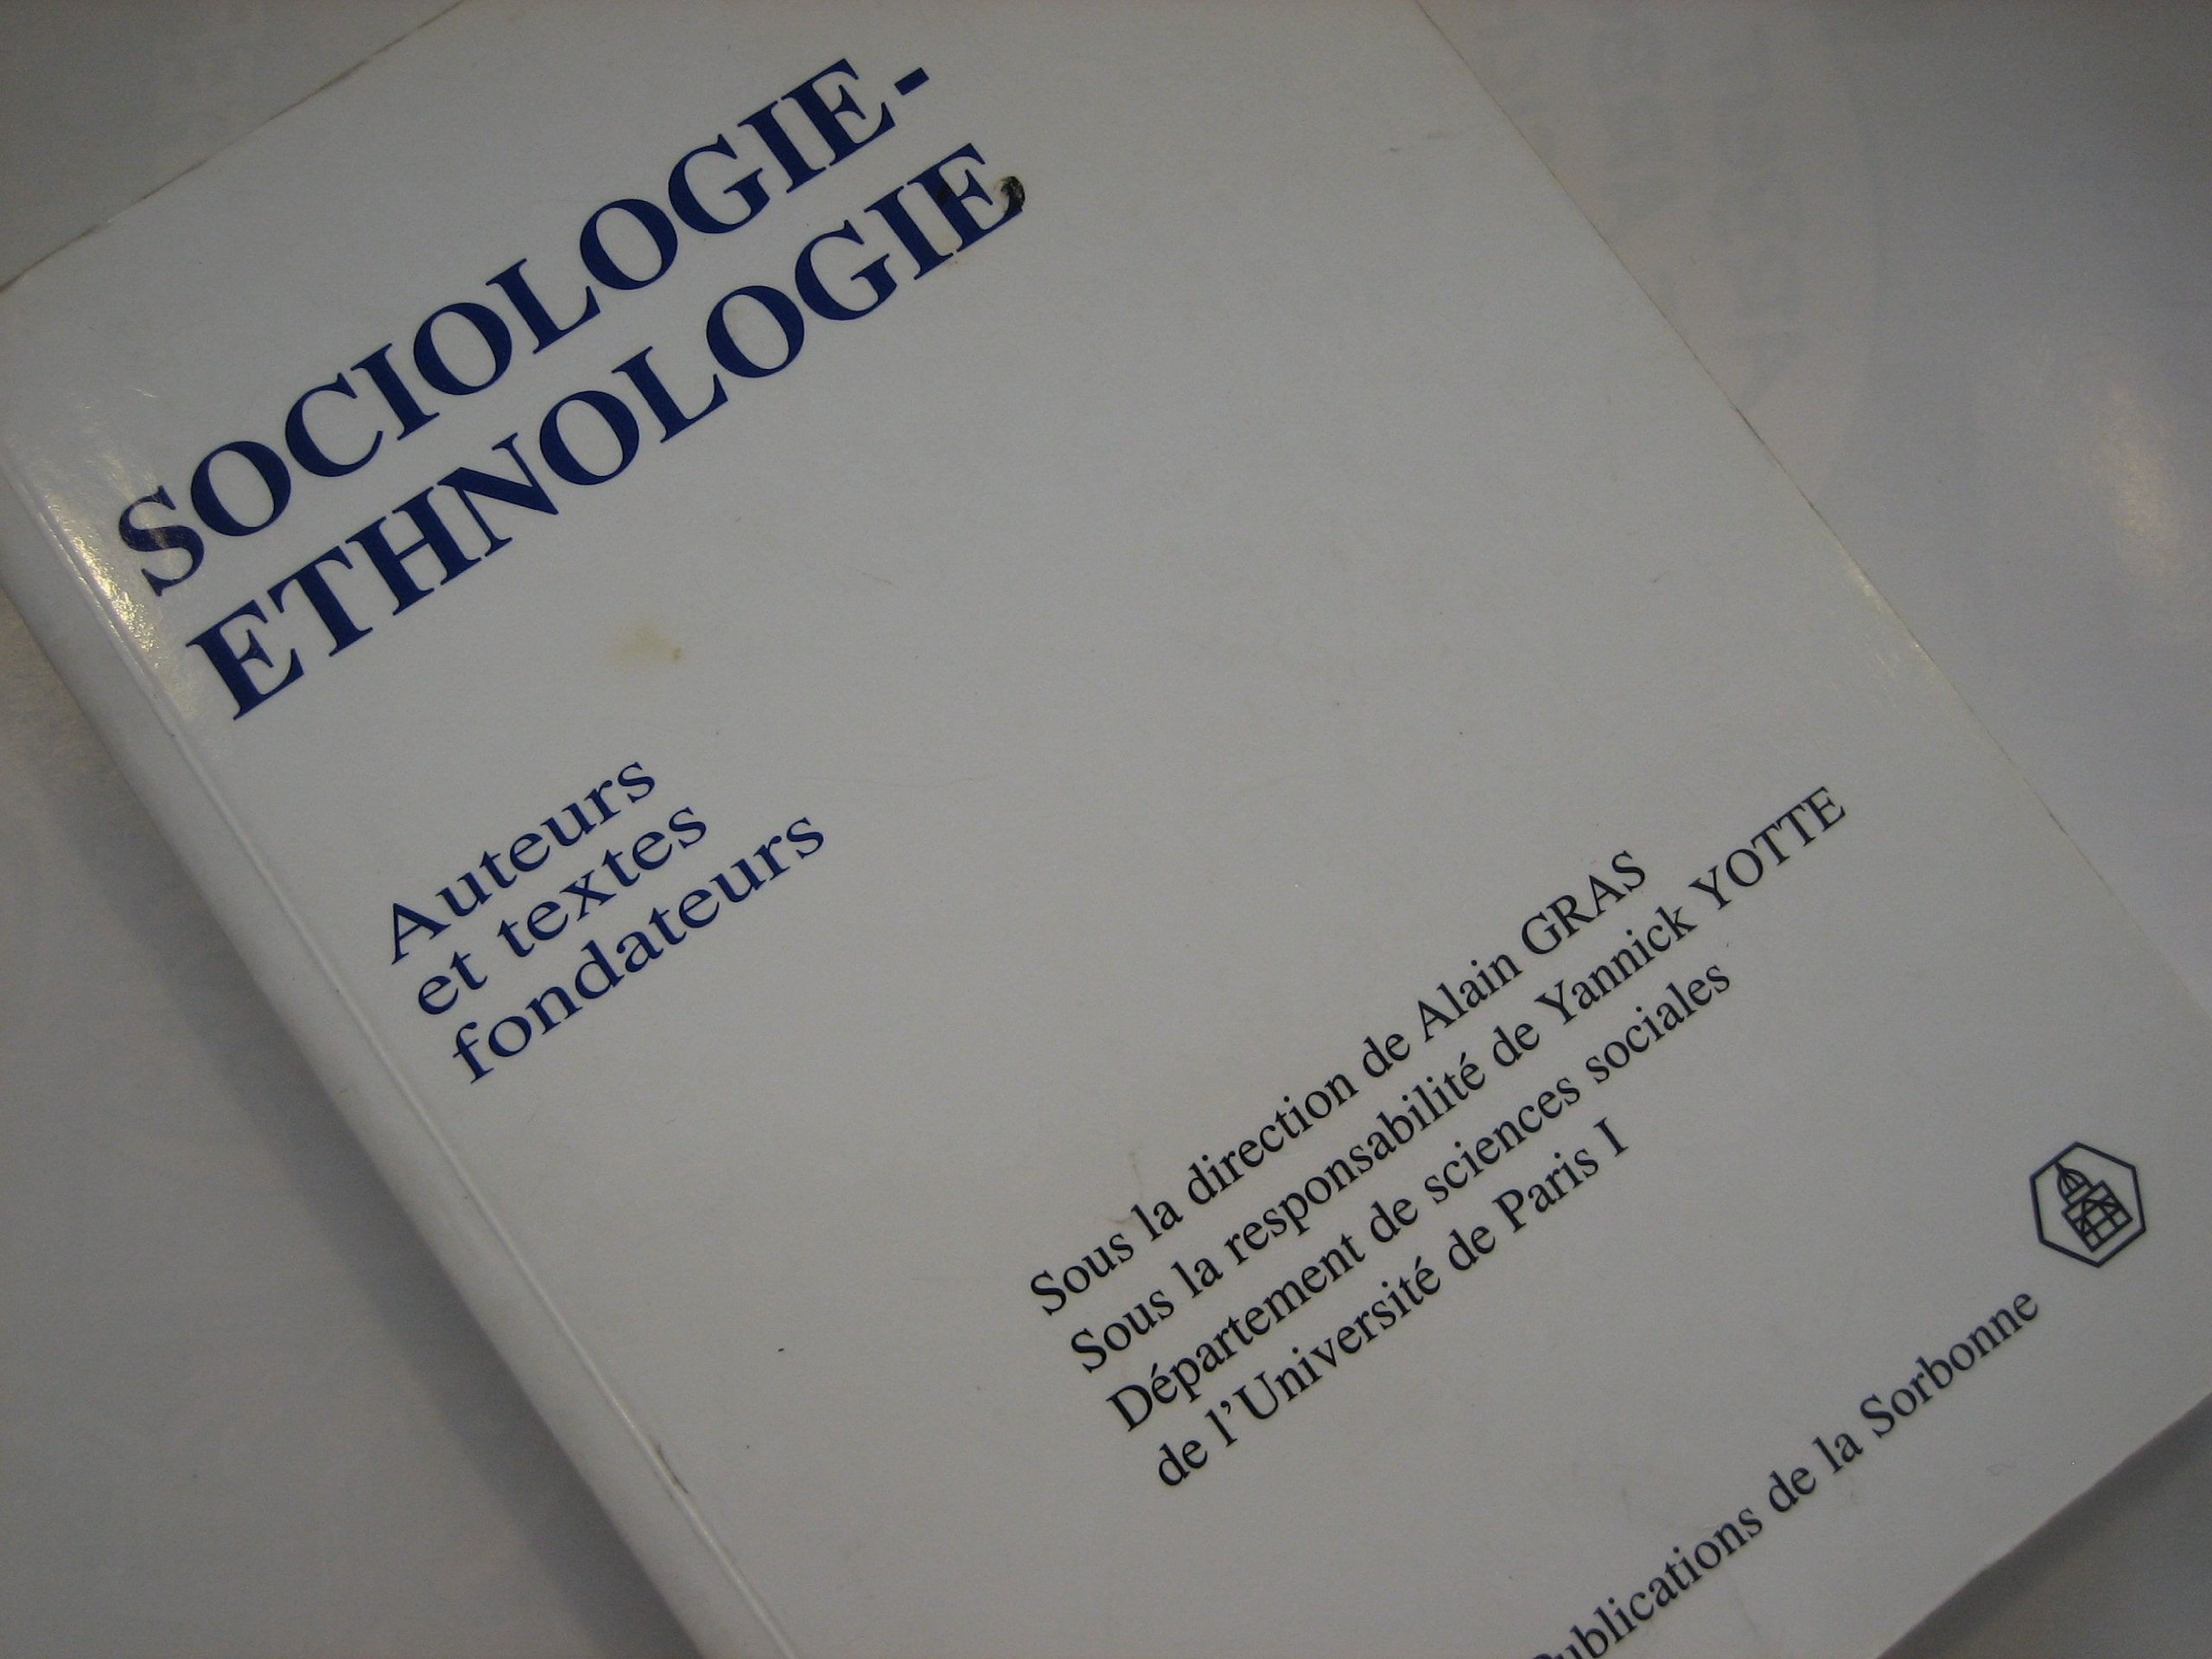 SOCIOLOGIE-
ETHNOLOGIE
Auteurs
et textes
fondateurs
Sous la direction de Alain GRAS
Sous la responsabilité de Yannick YOTTE
Département de sciences sociales
de l'Université de Paris I
Publications de la Sorbonne